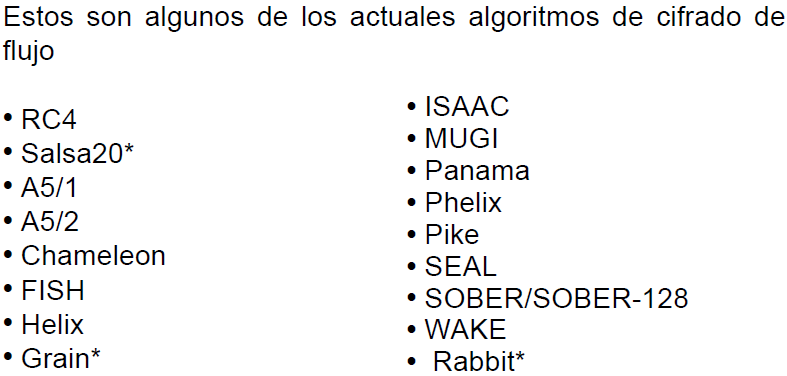 Estos son algunos de los actuales algoritmos de cifrado de
flujo
• RC4
• Salsa20*
• A5/1
• A5/2
• Chameleon
• FISH
• Helix
• Grain*
• ISAAC
• MUGI
• Panama
• Phelix
• Pike
• SEAL
• SOBER/SOBER-128
• WAKE
• Rabbit*